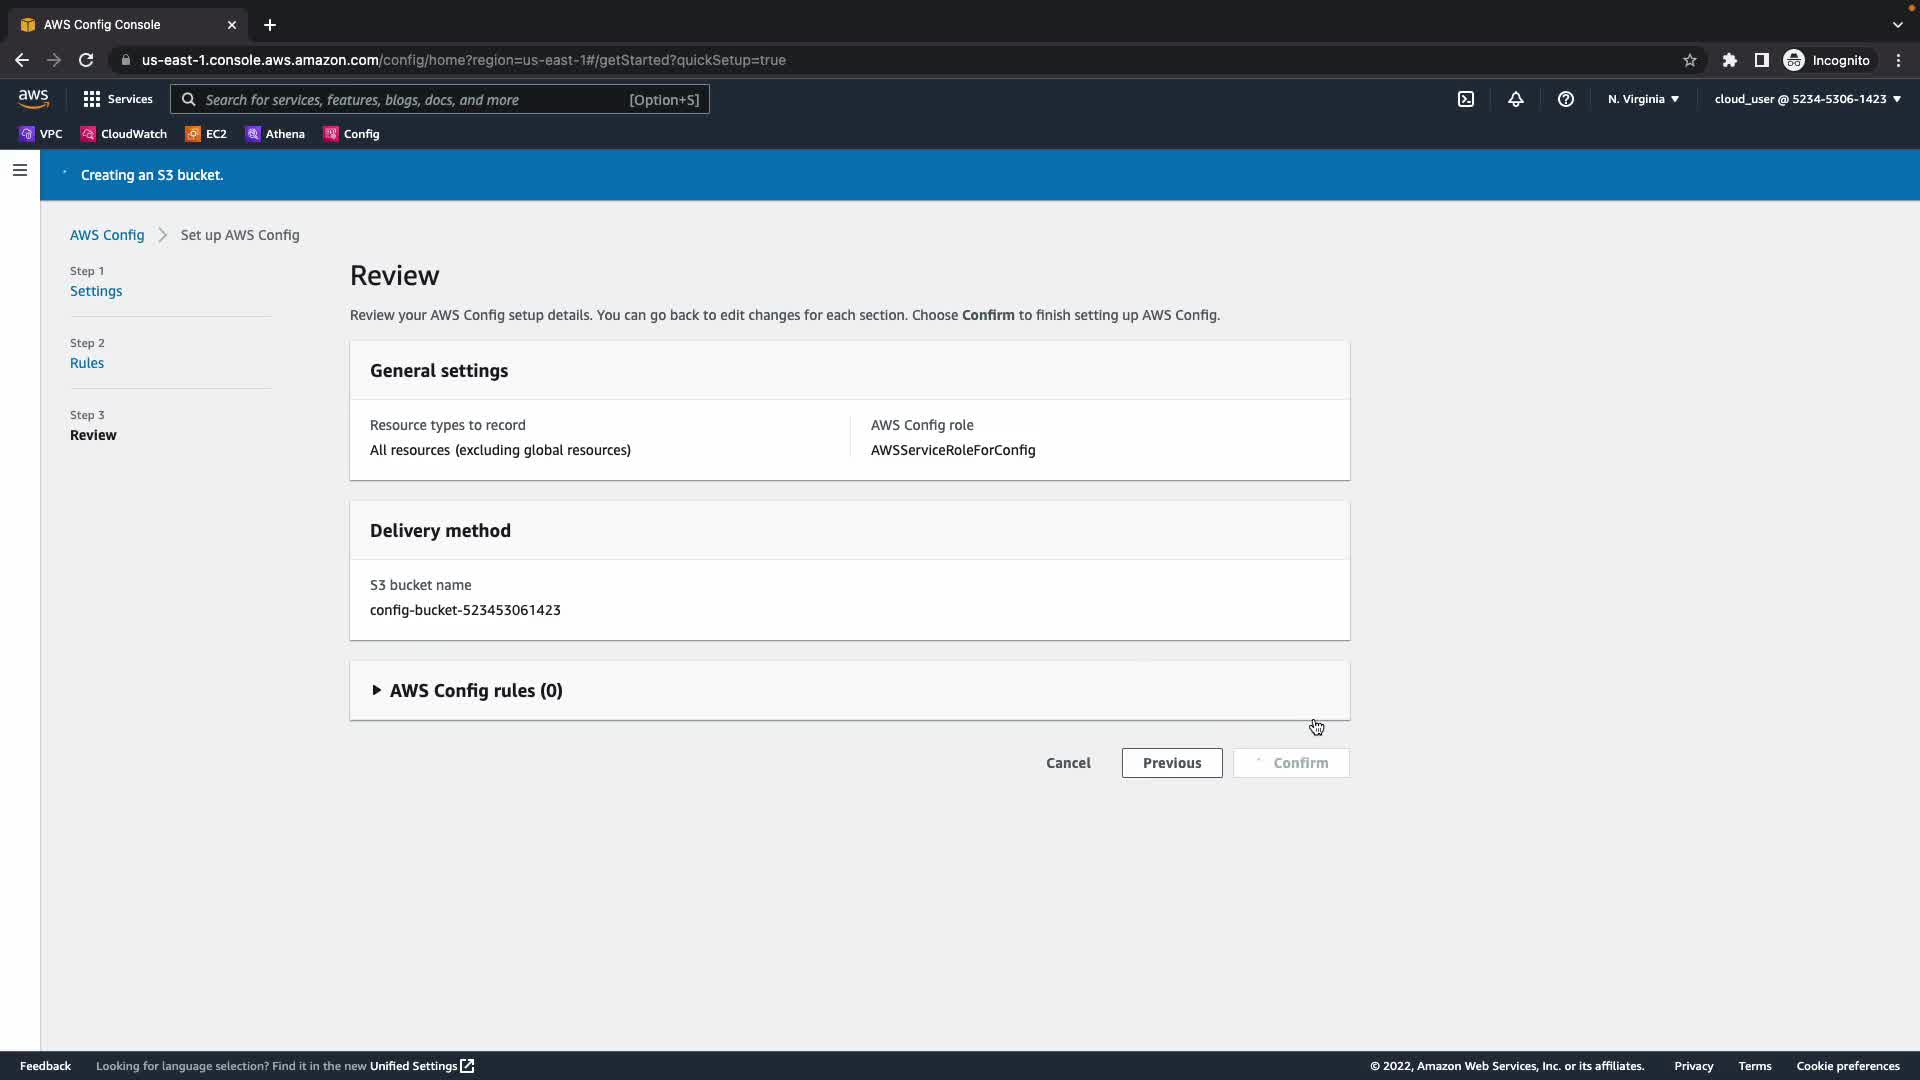 AWS Config Console
us-east-1.console.aws.amazon.com/config/home?region=us-east-1#/getStarted?quickSetup=true
Incognito
aws
Services
Search for services, features, blogs, docs, and more
[Option+S]
N. Virginia
cloud_user @ 5234-5306-1423
VPC
CloudWatch
EC2
Athena
Config
Creating an S3 bucket.
AWS Config
Set up AWS Config
Step 1
Settings
Step 2
Rules
Step 3
Review
Review
Review your AWS Config setup details. You can go back to edit changes for each section. Choose Confirm to finish setting up AWS Config.
General settings
Resource types to record
All resources (excluding global resources)
AWS Config role
AWSServiceRoleForConfig
Delivery method
S3 bucket name
config-bucket-523453061423
AWS Config rules (0)
Cancel
Previous
Confirm
Feedback
Looking for language selection? Find it in the new Unified Settings
© 2022, Amazon Web Services, Inc. or its affiliates.
Privacy
Terms
Cookie preferences